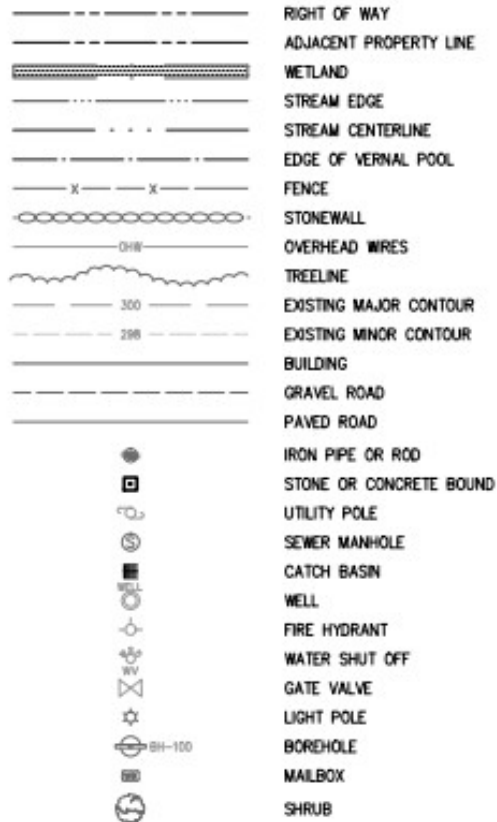 RIGHT OF WAY
ADJACENT PROPERTY LINE
WETLAND
STREAM EDGE
STREAM CENTERLINE
EDGE OF VERNAL POOL
X X FENCE
STONEWALL
OHW OVERHEAD WIRES
TREELINE
300 EXISTING MAJOR CONTOUR
298 EXISTING MINOR CONTOUR
BUILDING
GRAVEL ROAD
PAVED ROAD
IRON PIPE OR ROD
STONE OR CONCRETE BOUND
UTILITY POLE
S SEWER MANHOLE
CATCH BASIN
WELL WELL
FIRE HYDRANT
WATER SHUT OFF
WV
GATE VALVE
LIGHT POLE
BH-100 BOREHOLE
MAILBOX
SHRUB